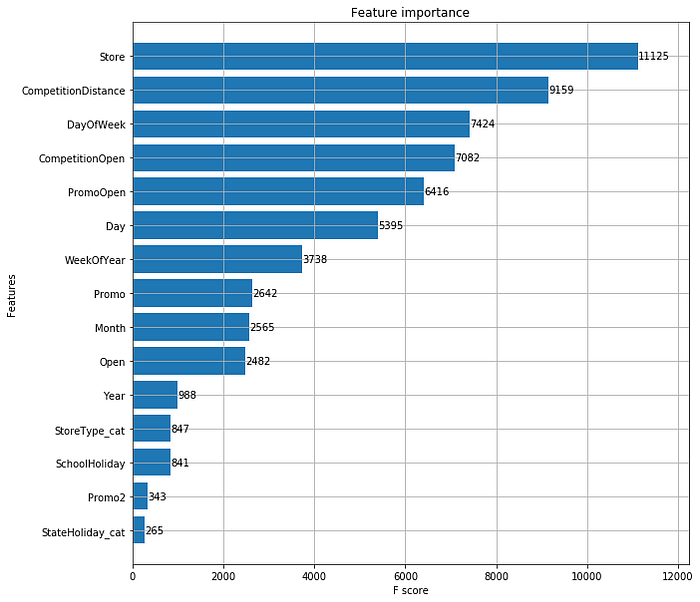 Feature importance
Store 11125
CompetitionDistance 9159
DayOfWeek 7424
CompetitionOpen 7082
PromoOpen 6416
Day 5395
WeekOfYear 3738
Promo 2642
Month 2565
Open 2482
Year 988
StoreType_cat 847
SchoolHoliday 841
Promo2 343
StateHoliday_cat 265
Features
0 2000 4000 6000 8000 10000 12000
F score